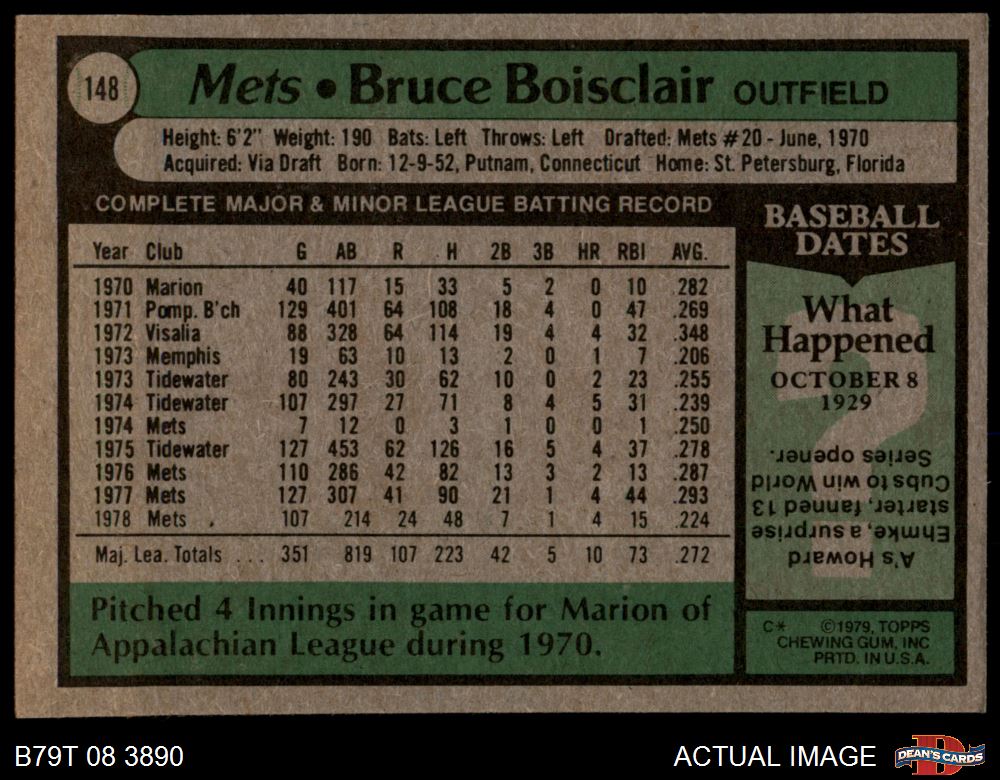 148
Mets • Bruce Boisclair OUTFIELD
Height: 6'2" Weight: 190 Bats: Left Throws: Left Drafted: Mets #20 - June, 1970
Acquired: Via Draft Born: 12-9-52, Putnam, Connecticut Home: St. Petersburg, Florida
COMPLETE MAJOR & MINOR LEAGUE BATTING RECORD
Year Club G AB R H 2B 3B HR RBI AVG.
1970 Marion 40 117 15 33 5 2 0 10 .282
1971 Pomp. B'ch 129 401 64 108 18 4 0 47 .269
1972 Visalia 88 328 64 114 19 4 4 32 .348
1973 Memphis 19 63 10 13 2 0 1 7 .206
1973 Tidewater 80 243 30 62 10 0 2 23 .255
1974 Tidewater 107 297 27 71 8 4 5 31 .239
1974 Mets 7 12 0 3 1 0 0 1 .250
1975 Tidewater 127 453 62 126 16 5 4 37 .278
1976 Mets 110 286 42 82 13 3 2 13 .287
1977 Mets 127 307 41 90 21 1 4 44 .293
1978 Mets 107 214 24 48 7 1 4 15 .224
Maj. Lea. Totals ... 351 819 107 223 42 5 10 73 .272
Pitched 4 Innings in game for Marion of
Appalachian League during 1970.
BASEBALL
DATES
What
Happened
OCTOBER 8
1929
A's Howard
Ehmke, a surprise
starter, fanned 13
Cubs to win World
Series opener.
C* ©1979, TOPPS
CHEWING GUM, INC
PRTD. IN U.S.A.
B79T 08 3890
ACTUAL IMAGE
D
DEAN'S CARDS